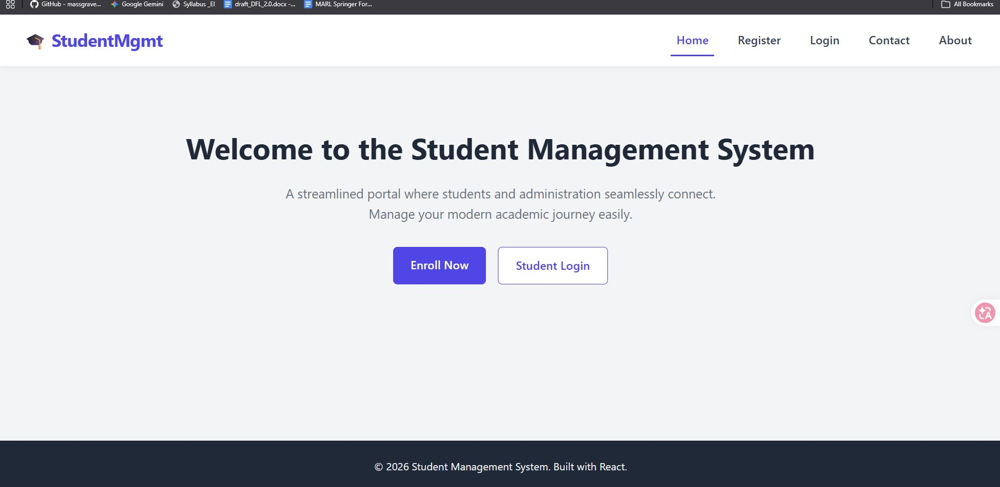 GitHub - massgrave...
Google Gemini
Syllabus _EI
draft_DFL_2.0.docx -...
MARL Springer For...
All Bookmarks
StudentMgmt
Home
Register
Login
Contact
About
Welcome to the Student Management System
A streamlined portal where students and administration seamlessly connect.
Manage your modern academic journey easily.
Enroll Now
Student Login
© 2026 Student Management System. Built with React.